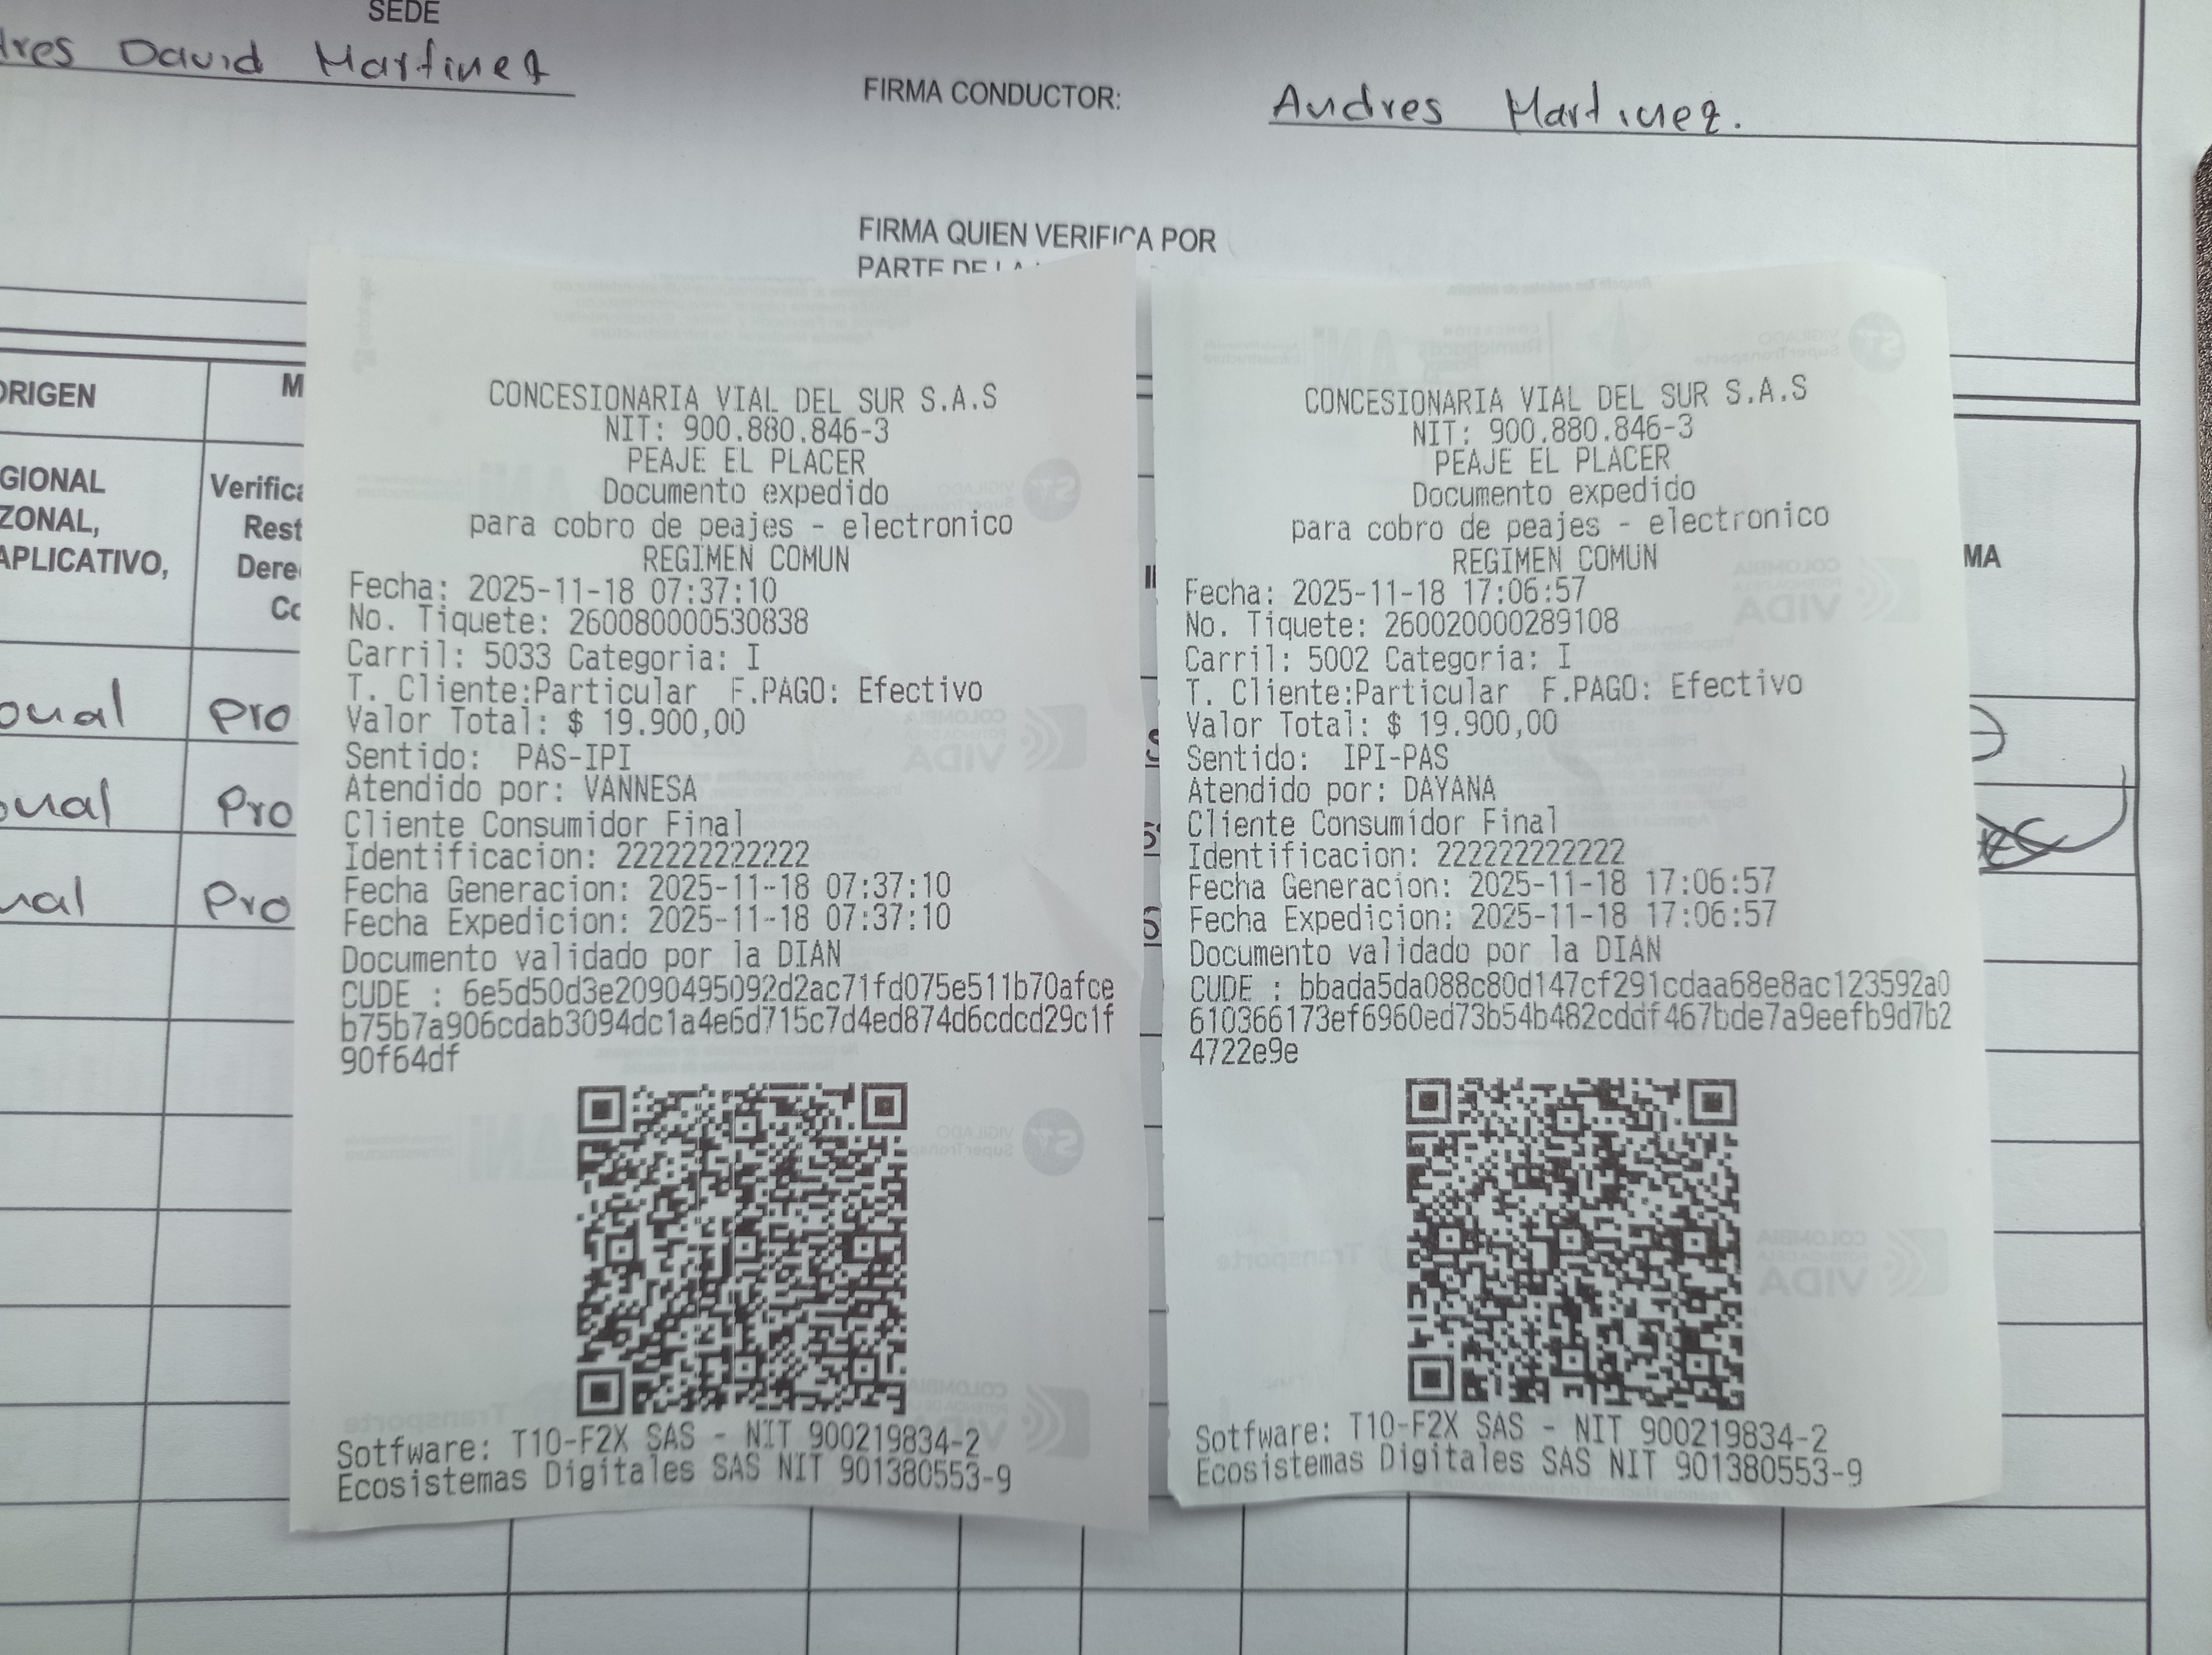 SEDE
David Martinez
FIRMA CONDUCTOR:
Andres Martinez.
FIRMA QUIEN VERIFICA POR
PARTE DE LA
CONCESIONARIA VIAL DEL SUR S.A.S
NIT: 900.880.846-3
PEAJE EL PLACER
Documento expedido
para cobro de peajes - electronico
REGIMEN COMUN
Fecha: 2025-11-18 07:37:10
No. Tiquete: 260080000530838
Carril: 5033 Categoria: I
T. Cliente:Particular F.PAGO: Efectivo
Valor Total: $ 19.900,00
Sentido: PAS-IPI
Atendido por: VANNESA
Cliente Consumidor Final
Identificacion: 222222222222
Fecha Generacion: 2025-11-18 07:37:10
Fecha Expedicion: 2025-11-18 07:37:10
Documento validado por la DIAN
CUDE : 6e5d50d3e2090495092d2ac71fd075e511b70afce
b75b7a906cdab3094dc1a4e6d715c7d4ed874d6cdcd29c1f
90f64df
Sotfware: T10-F2X SAS - NIT 900219834-2
Ecosistemas Digitales SAS NIT 901380553-9
CONCESIONARIA VIAL DEL SUR S.A.S
NIT: 900.880.846-3
PEAJE EL PLACER
Documento expedido
para cobro de peajes - electronico
REGIMEN COMUN
Fecha: 2025-11-18 17:06:57
No. Tiquete: 260020000289108
Carril: 5002 Categoria: I
T. Cliente:Particular F.PAGO: Efectivo
Valor Total: $ 19.900,00
Sentido: IPI-PAS
Atendido por: DAYANA
Cliente Consumidor Final
Identificacion: 222222222222
Fecha Generacion: 2025-11-18 17:06:57
Fecha Expedicion: 2025-11-18 17:06:57
Documento validado por la DIAN
CUDE : bbada5da088c80d147cf291cdaa68e8ac123592a0
610366173ef6960ed73b54b482cddf467bde7a9eefb9d7b2
4722e9e
Sotfware: T10-F2X SAS - NIT 900219834-2
Ecosistemas Digitales SAS NIT 901380553-9
ZONAL,
APLICATIVO,
Pro
Pro
Pro